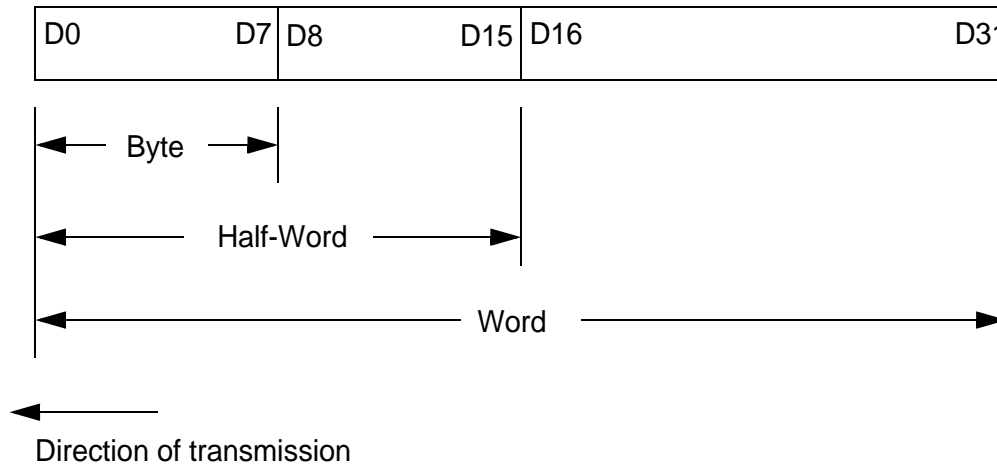 D0 D7 D8 D15 D16 D31
Byte
Half-Word
Word
Direction of transmission